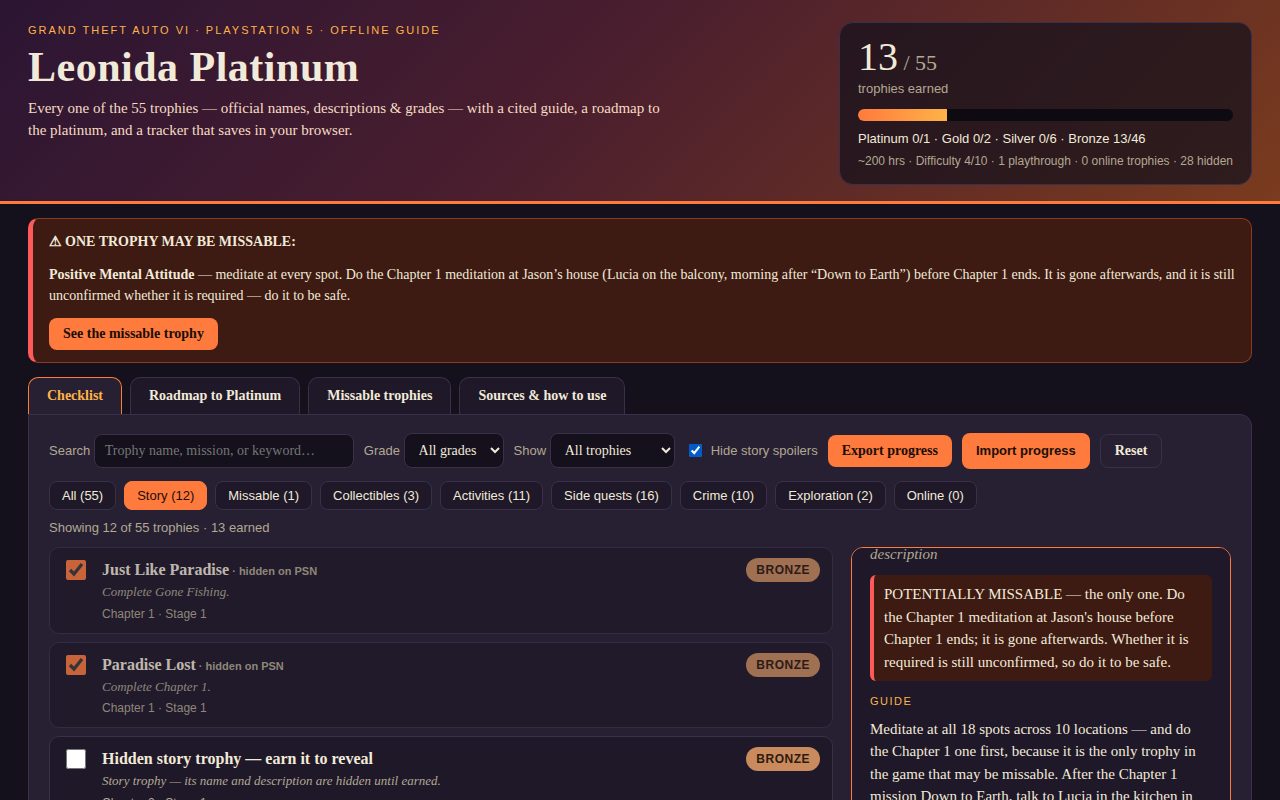 GRAND THEFT AUTO VI · PLAYSTATION 5 · OFFLINE GUIDE
Leonida Platinum
Every one of the 55 trophies — official names, descriptions & grades — with a cited guide, a roadmap to
the platinum, and a tracker that saves in your browser.
13 / 55
trophies earned
Platinum 0/1 · Gold 0/2 · Silver 0/6 · Bronze 13/46
~200 hrs · Difficulty 4/10 · 1 playthrough · 0 online trophies · 28 hidden
⚠ ONE TROPHY MAY BE MISSABLE:
Positive Mental Attitude — meditate at every spot. Do the Chapter 1 meditation at Jason’s house (Lucia on the balcony, morning after “Down to Earth”) before Chapter 1 ends. It is gone afterwards, and it is still
unconfirmed whether it is required — do it to be safe.
See the missable trophy
Checklist
Roadmap to Platinum
Missable trophies
Sources & how to use
Search Trophy name, mission, or keyword… Grade All grades Show All trophies Hide story spoilers Export progress Import progress Reset
All (55) Story (12) Missable (1) Collectibles (3) Activities (11) Side quests (16) Crime (10) Exploration (2) Online (0)
Showing 12 of 55 trophies · 13 earned
Just Like Paradise · hidden on PSN BRONZE
Complete Gone Fishing.
Chapter 1 · Stage 1
Paradise Lost · hidden on PSN BRONZE
Complete Chapter 1.
Chapter 1 · Stage 1
Hidden story trophy — earn it to reveal BRONZE
Story trophy — its name and description are hidden until earned.
description
POTENTIALLY MISSABLE — the only one. Do
the Chapter 1 meditation at Jason's house before
Chapter 1 ends; it is gone afterwards. Whether it is
required is still unconfirmed, so do it to be safe.
GUIDE
Meditate at all 18 spots across 10 locations — and do
the Chapter 1 one first, because it is the only trophy in
the game that may be missable. After the Chapter 1
mission Down to Earth, talk to Lucia in the kitchen in